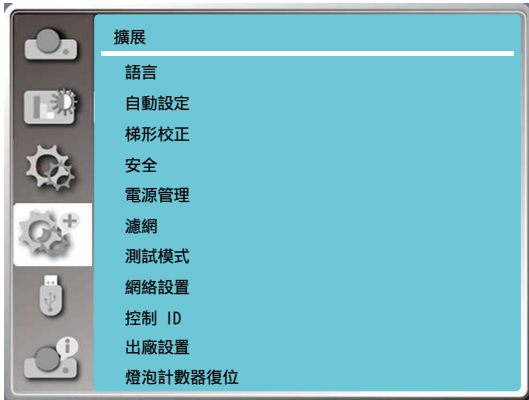 擴展
語言
自動設定
梯形校正
安全
電源管理
濾網
測試模式
網絡設置
控制 ID
出廠設置
燈泡計數器復位